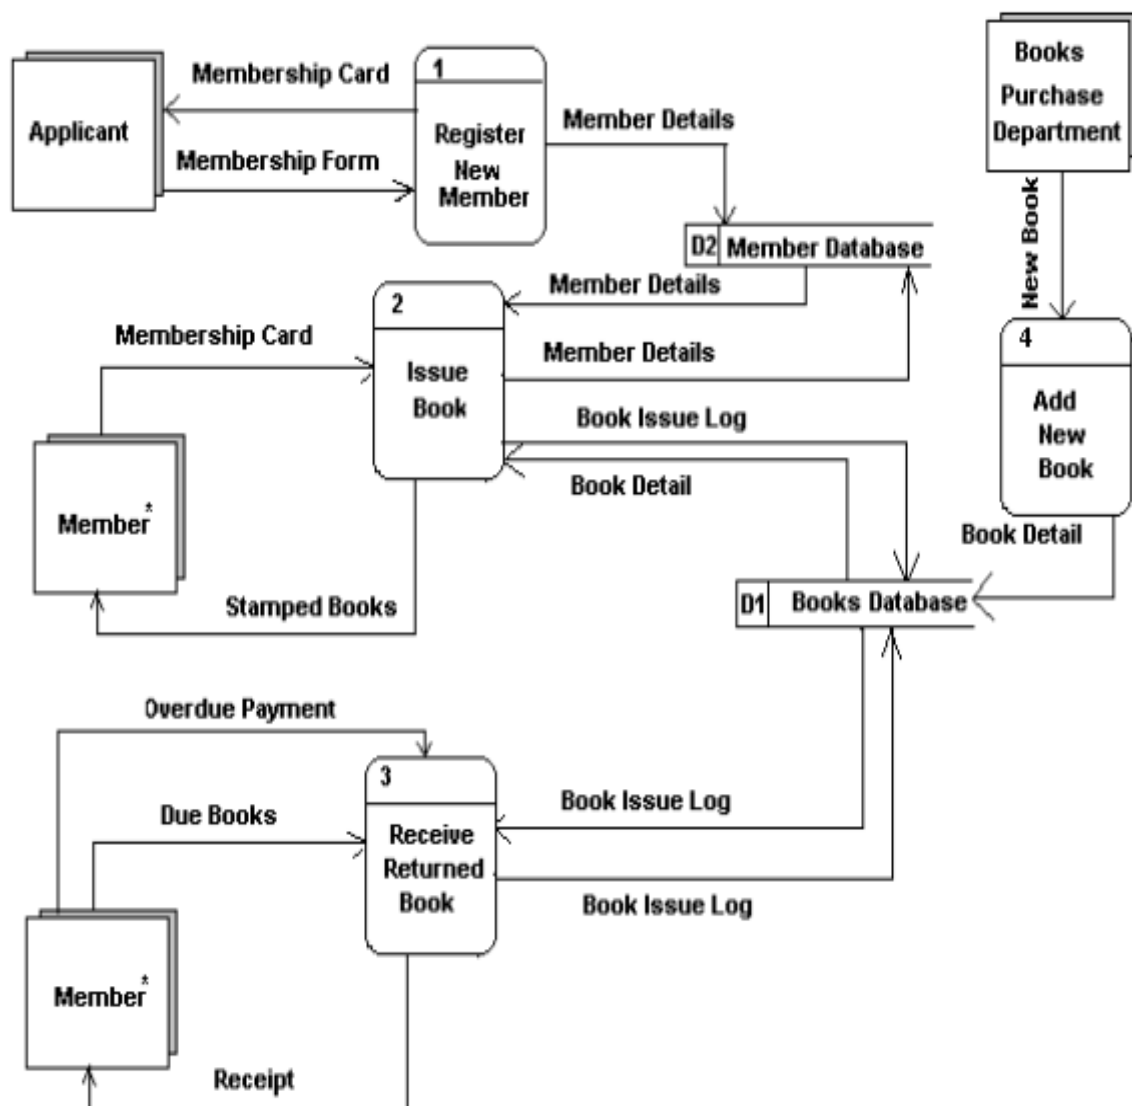 Membership Card
1
Books
Purchase
Department
Applicant
Register
New
Member
Member Details
Membership Form
D2 Member Database
New Book
Member Details
2
Membership Card
Issue
Book
Member Details
4
Add
New
Book
Book Issue Log
Book Detail
Member*
Book Detail
Stamped Books
D1 Books Database
Overdue Payment
3
Due Books
Receive
Returned
Book
Book Issue Log
Book Issue Log
Member*
Receipt